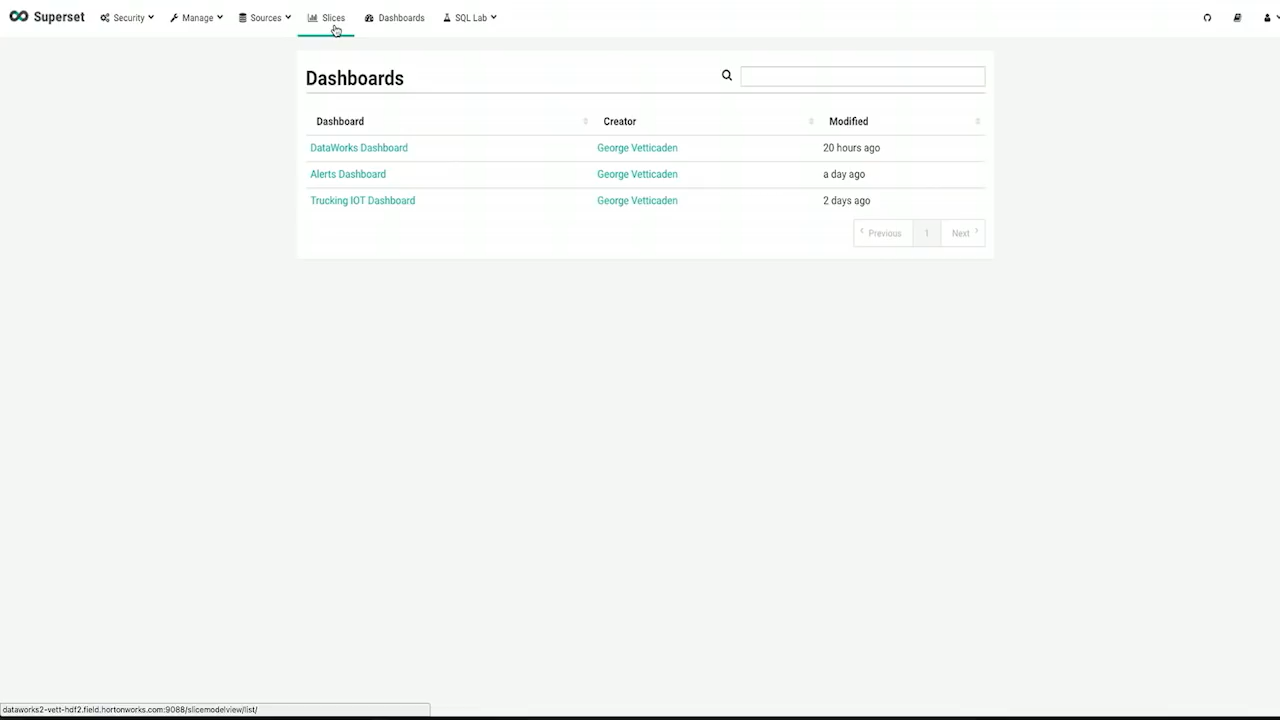 Superset Security Manage Sources Slices Dashboards SQL Lab
Dashboards
Dashboard Creator Modified
DataWorks Dashboard George Vetticaden 20 hours ago
Alerts Dashboard George Vetticaden a day ago
Trucking IOT Dashboard George Vetticaden 2 days ago
Previous 1 Next
dataworks2-vett-hdf2.field.hortonworks.com:9088/slicemodelview/list/